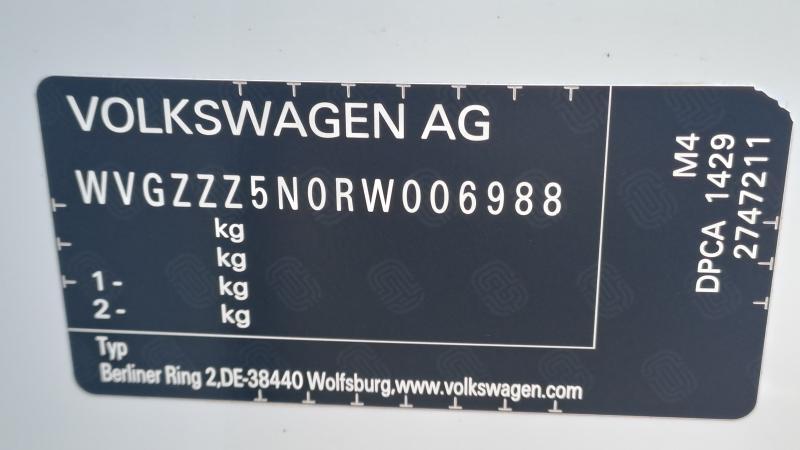 VOLKSWAGEN AG
WVGZZZ5N0RW006988
kg
kg
1- kg
2- kg
Typ
Berliner Ring 2,DE-38440 Wolfsburg,www.volkswagen.com
M4
DPCA 1429
2747211